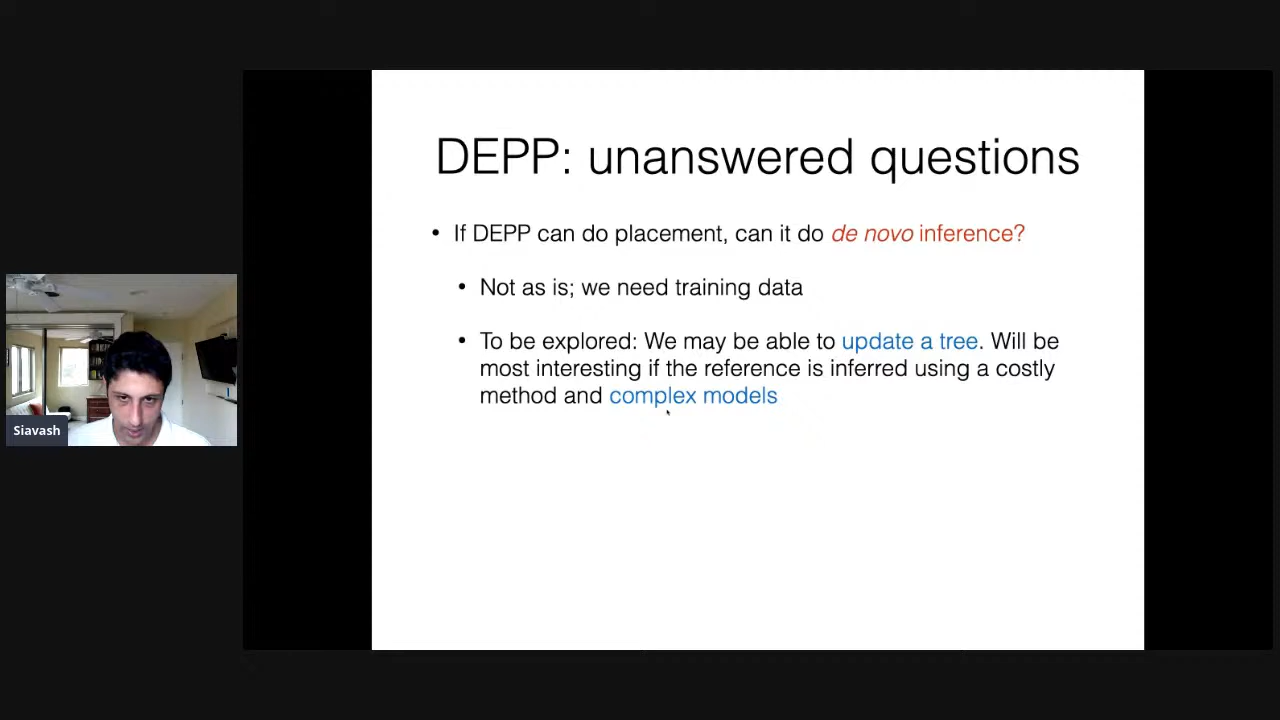 DEPP: unanswered questions
• If DEPP can do placement, can it do de novo inference?
• Not as is; we need training data
• To be explored: We may be able to update a tree. Will be
most interesting if the reference is inferred using a costly
method and complex models
Siavash